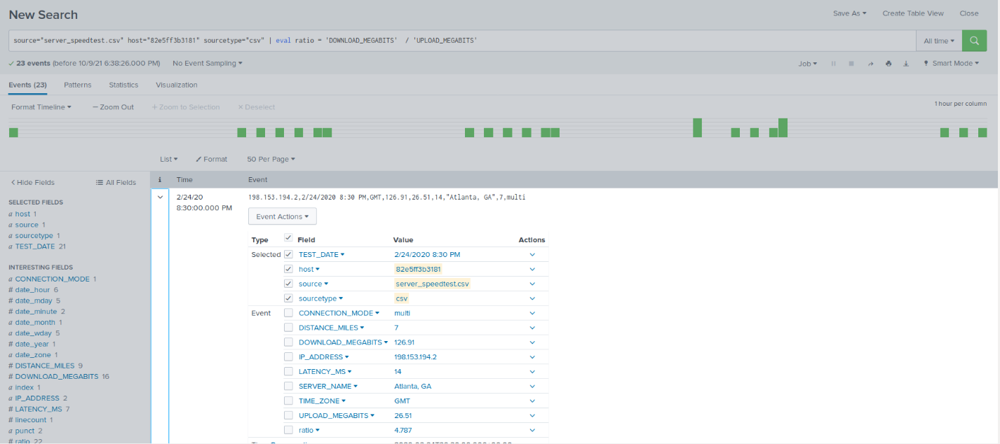 New Search
Save As Create Table View Close
source="server_speedtest.csv" host="82e5ff3b3181" sourcetype="csv" | eval ratio = 'DOWNLOAD_MEGABITS' / 'UPLOAD_MEGABITS'
All time
✓ 23 events (before 10/9/21 6:38:26.000 PM) No Event Sampling
Job Smart Mode
Events (23) Patterns Statistics Visualization
Format Timeline — Zoom Out + Zoom to Selection × Deselect
1 hour per column
List Format 50 Per Page
< Hide Fields All Fields
i Time Event
SELECTED FIELDS
a host 1
a source 1
a sourcetype 1
a TEST_DATE 21
INTERESTING FIELDS
a CONNECTION_MODE 1
# date_hour 6
# date_mday 5
# date_minute 2
a date_month 1
a date_wday 5
# date_year 1
a date_zone 1
# DISTANCE_MILES 9
# DOWNLOAD_MEGABITS 16
a index 1
a IP_ADDRESS 2
# LATENCY_MS 7
# linecount 1
a punct 2
# ratio 22
2/24/20
8:30:00.000 PM
198.153.194.2,2/24/2020 8:30 PM,GMT,126.91,26.51,14,"Atlanta, GA",7,multi
Event Actions
Type Field Value Actions
Selected TEST_DATE 2/24/2020 8:30 PM
host 82e5ff3b3181
source server_speedtest.csv
sourcetype csv
Event CONNECTION_MODE multi
DISTANCE_MILES 7
DOWNLOAD_MEGABITS 126.91
IP_ADDRESS 198.153.194.2
LATENCY_MS 14
SERVER_NAME Atlanta, GA
TIME_ZONE GMT
UPLOAD_MEGABITS 26.51
ratio 4.787